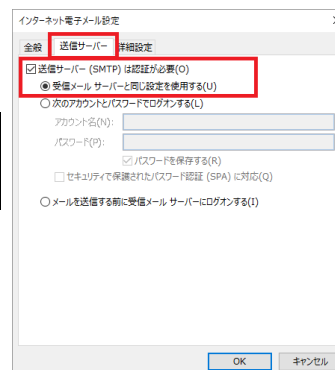 インターネット電子メール設定
全般 送信サーバー 詳細設定
送信サーバー (SMTP) は認証が必要(O)
受信メール サーバーと同じ設定を使用する(U)
次のアカウントとパスワードでログオンする(L)
アカウント名(N):
パスワード(P):
パスワードを保存する(R)
セキュリティで保護されたパスワード認証 (SPA) に対応(Q)
メールを送信する前に受信メール サーバーにログオンする(I)
OK キャンセル